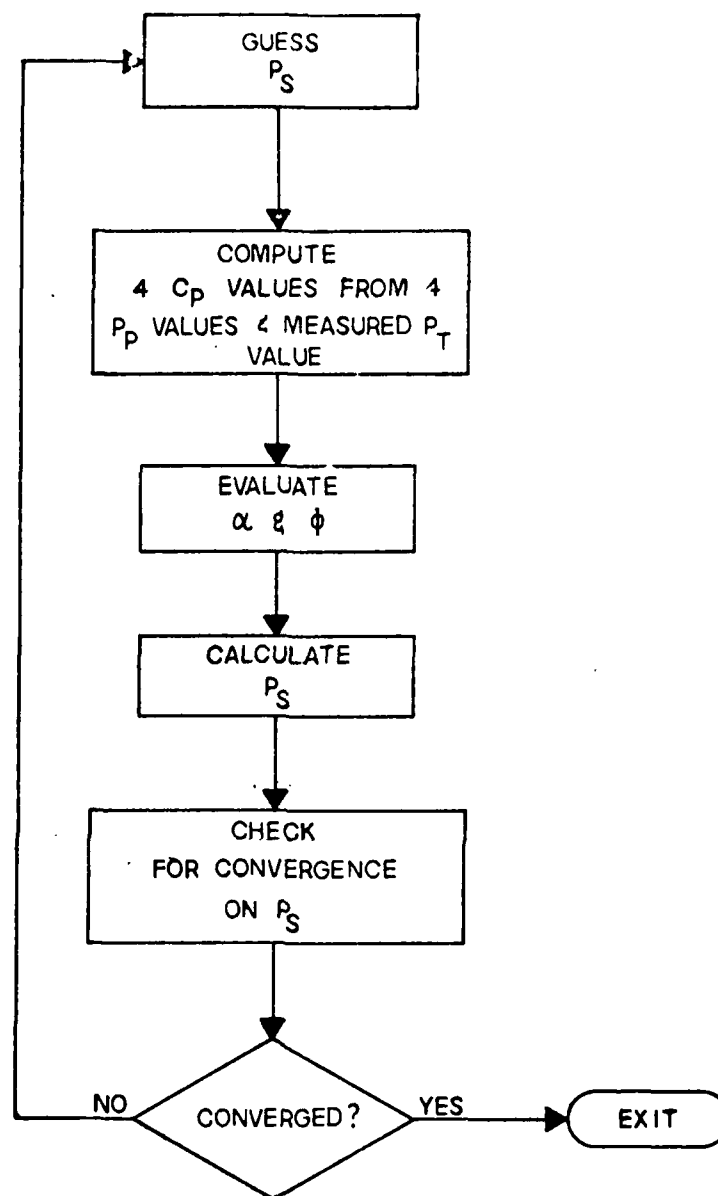 GUESS
P_S
COMPUTE
4 C_P VALUES FROM 4
P_P VALUES & MEASURED P_T
VALUE
EVALUATE
α & φ
CALCULATE
P_S
CHECK
FOR CONVERGENCE
ON P_S
NO
CONVERGED?
YES
EXIT